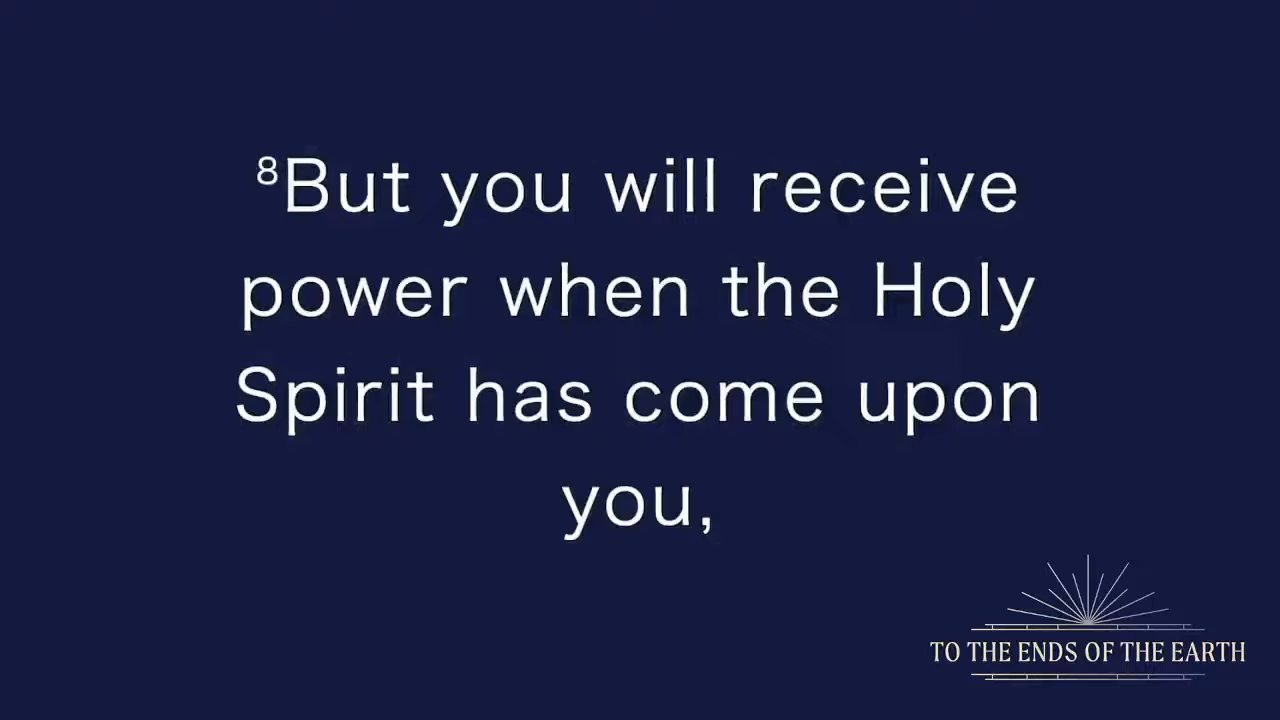 ⁸But you will receive
power when the Holy
Spirit has come upon
you,
TO THE ENDS OF THE EARTH